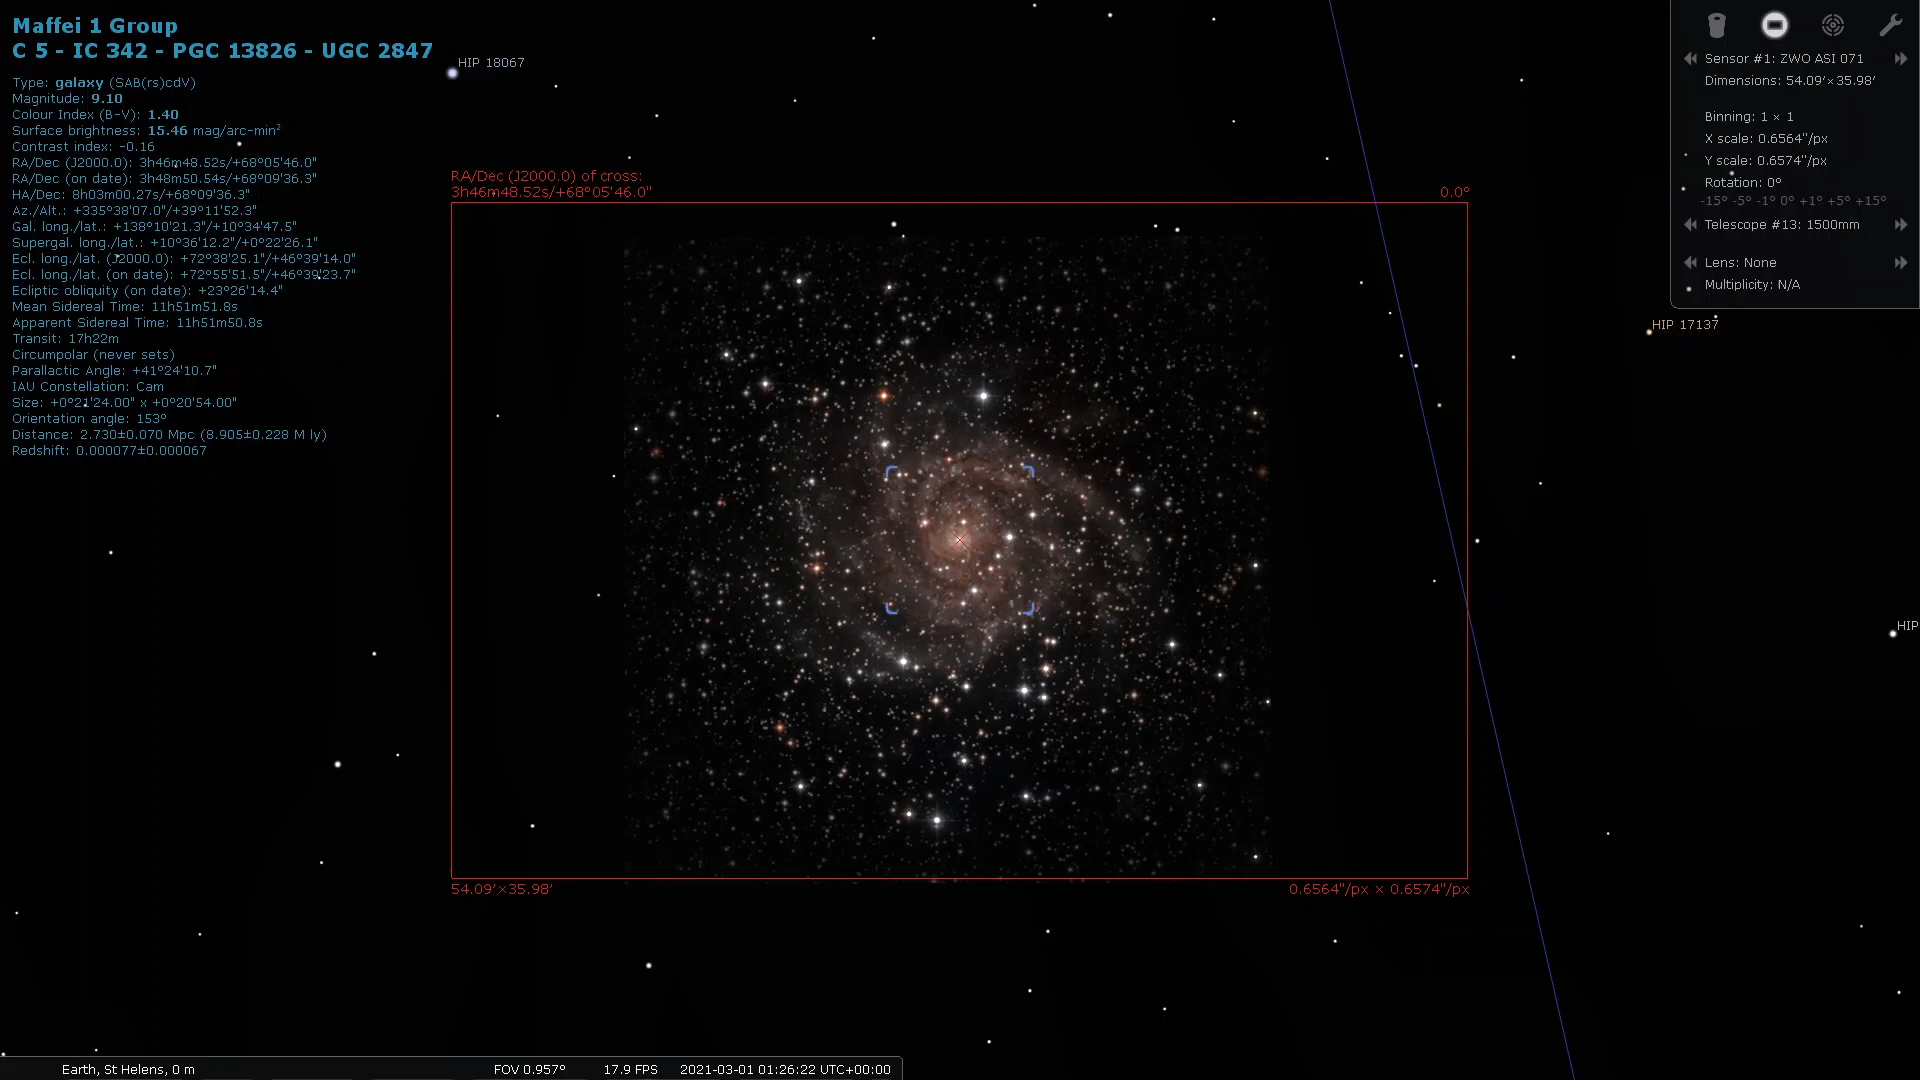 Maffei 1 Group
C 5 - IC 342 - PGC 13826 - UGC 2847
Type: galaxy (SAB(rs)cdV)
Magnitude: 9.10
Colour Index (B-V): 1.40
Surface brightness: 15.46 mag/arc-min²
Contrast index: -0.16
RA/Dec (J2000.0): 3h46m48.52s/+68°05'46.0"
RA/Dec (on date): 3h48m50.54s/+68°09'36.3"
HA/Dec: 8h03m00.27s/+68°09'36.3"
Az./Alt.: +335°38'07.0"/+39°11'52.3"
Gal. long./lat.: +138°10'21.3"/+10°34'47.5"
Supergal. long./lat.: +10°36'12.2"/+0°22'26.1"
Ecl. long./lat. (J2000.0): +72°38'25.1"/+46°39'14.0"
Ecl. long./lat. (on date): +72°55'51.5"/+46°39'23.7"
Ecliptic obliquity (on date): +23°26'14.4"
Mean Sidereal Time: 11h51m51.8s
Apparent Sidereal Time: 11h51m50.8s
Transit: 17h22m
Circumpolar (never sets)
Parallactic Angle: +41°24'10.7"
IAU Constellation: Cam
Size: +0°21'24.00" x +0°20'54.00"
Orientation angle: 153°
Distance: 2.730±0.070 Mpc (8.905±0.228 M ly)
Redshift: 0.000077±0.000067
HIP 18067
RA/Dec (J2000.0) of cross:
3h46m48.52s/+68°05'46.0"
0.0°
54.09′×35.98′
0.6564"/px × 0.6574"/px
Sensor #1: ZWO ASI 071
Dimensions: 54.09′×35.98′
Binning: 1 × 1
X scale: 0.6564"/px
Y scale: 0.6574"/px
Rotation: 0°
-15° -5° -1° 0° +1° +5° +15°
Telescope #13: 1500mm
Lens: None
Multiplicity: N/A
HIP 17137
HIP
Earth, St Helens, 0 m
FOV 0.957°
17.9 FPS
2021-03-01 01:26:22 UTC+00:00